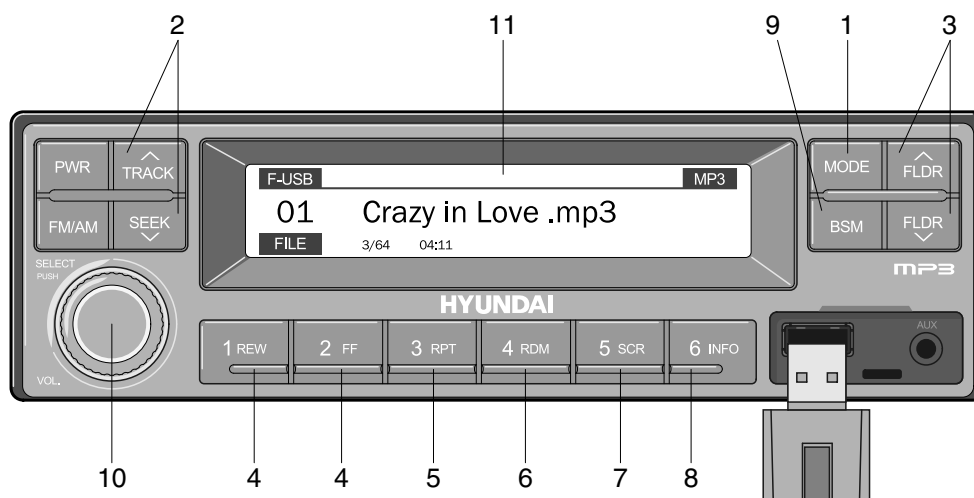 2 11 9 1 3
PWR TRACK
FM/AM SEEK
F-USB MP3
01 Crazy in Love .mp3
FILE 3/64 04:11
MODE FLDR
BSM FLDR
MP3
SELECT
PUSH
VOL.
HYUNDAI
1 REW 2 FF 3 RPT 4 RDM 5 SCR 6 INFO
AUX
10 4 4 5 6 7 8